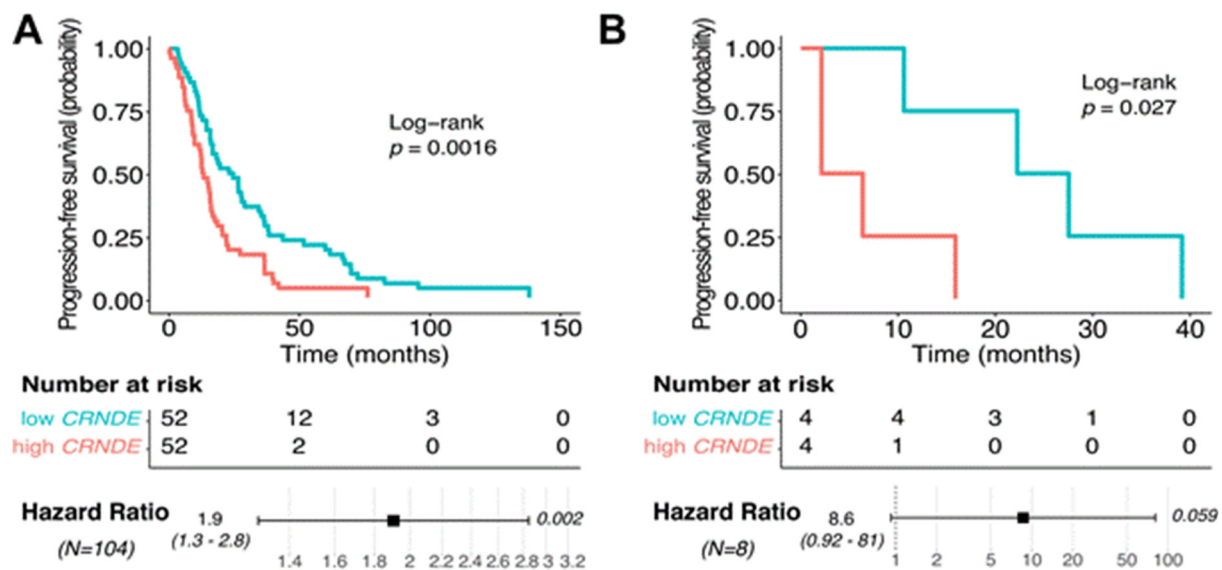 A
Progression-free survival (probability)
1.00
0.75
0.50
0.25
0.00
Log-rank
p = 0.0016
0 50 100 150
Time (months)
Number at risk
low CRNDE 52 12 3 0
high CRNDE 52 2 0 0
Hazard Ratio
(N=104)
1.9
(1.3 - 2.8)
0.002
1.4 1.6 1.8 2 2.2 2.4 2.6 2.8 3 3.2
B
Progression-free survival (probability)
1.00
0.75
0.50
0.25
0.00
Log-rank
p = 0.027
0 10 20 30 40
Time (months)
Number at risk
low CRNDE 4 4 3 1 0
high CRNDE 4 1 0 0 0
Hazard Ratio
(N=8)
8.6
(0.92 - 81)
0.059
1 2 5 10 20 50 100